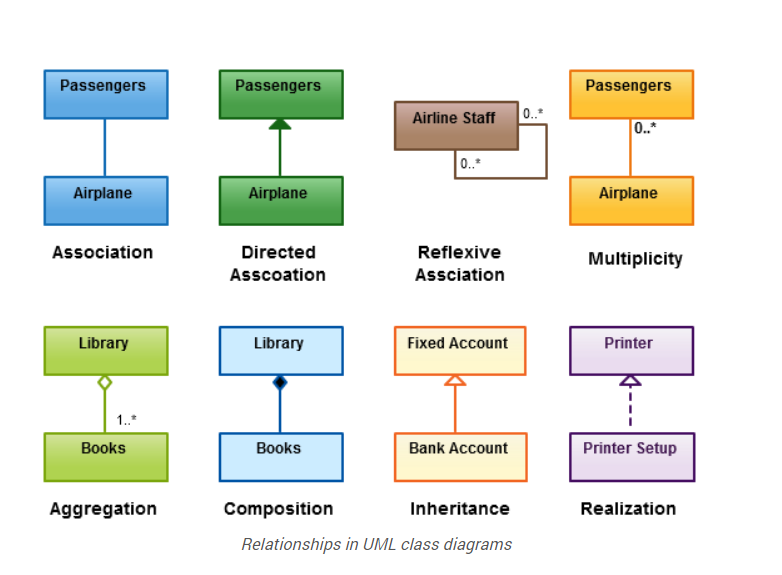 Passengers
Passengers
Airline Staff
0..*
Passengers
0..*
0..*
Airplane
Airplane
Airplane
Association
Directed
Asscoation
Reflexive
Assciation
Multiplicity
Library
Library
Fixed Account
Printer
1..*
Books
Books
Bank Account
Printer Setup
Aggregation
Composition
Inheritance
Realization
Relationships in UML class diagrams